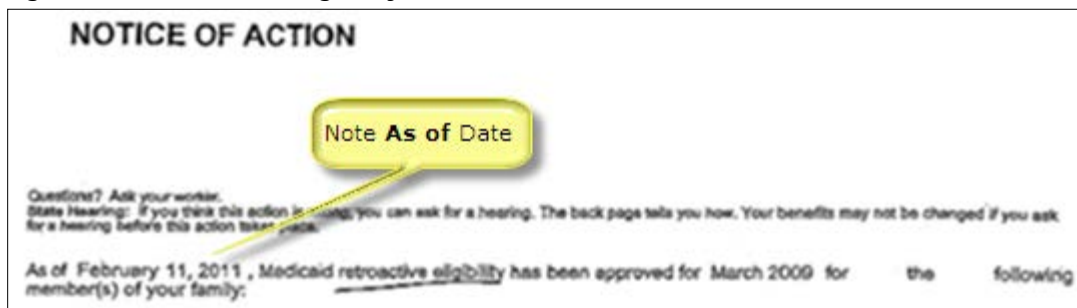 NOTICE OF ACTION
Note As of Date
Questions? Ask your worker.
State Hearing: If you think this action is wrong, you can ask for a hearing. The back page tells you how. Your benefits may not be changed if you ask
for a hearing before this action takes place.
As of February 11, 2011 , Medicaid retroactive eligibility has been approved for March 2009 for the following
member(s) of your family: